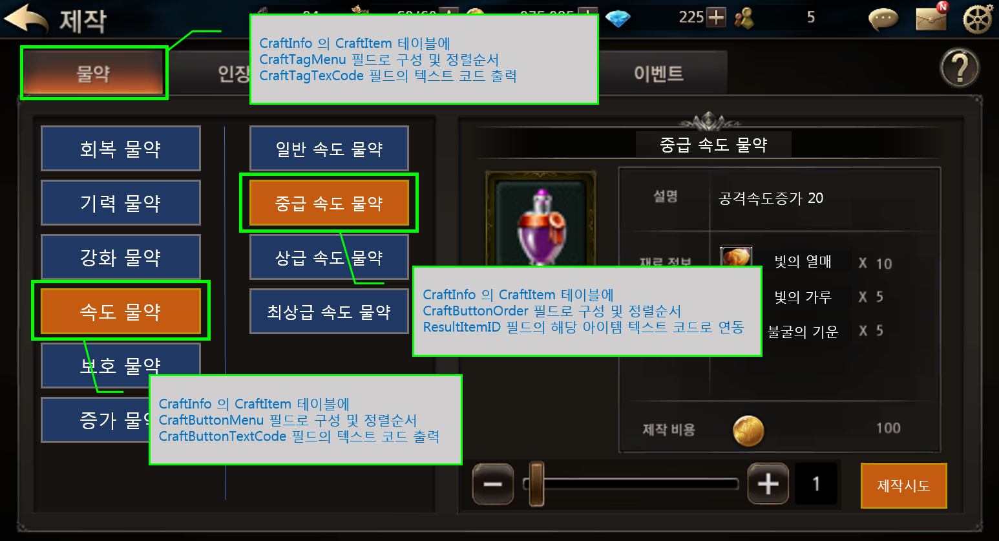 제작
225
5
N
물약
인장
이벤트
?
CraftInfo 의 CraftItem 테이블에
CraftTagMenu 필드로 구성 및 정렬순서
CraftTagTexCode 필드의 텍스트 코드 출력
회복 물약
기력 물약
강화 물약
속도 물약
보호 물약
증가 물약
일반 속도 물약
중급 속도 물약
상급 속도 물약
최상급 속도 물약
CraftInfo 의 CraftItem 테이블에
CraftButtonMenu 필드로 구성 및 정렬순서
CraftButtonTextCode 필드의 텍스트 코드 출력
중급 속도 물약
설명
공격속도증가 20
재료 정보
빛의 열매 X 10
빛의 가루 X 5
불굴의 기운 X 5
CraftInfo 의 CraftItem 테이블에
CraftButtonOrder 필드로 구성 및 정렬순서
ResultItemID 필드의 해당 아이템 텍스트 코드로 연동
제작 비용
100
1
제작시도